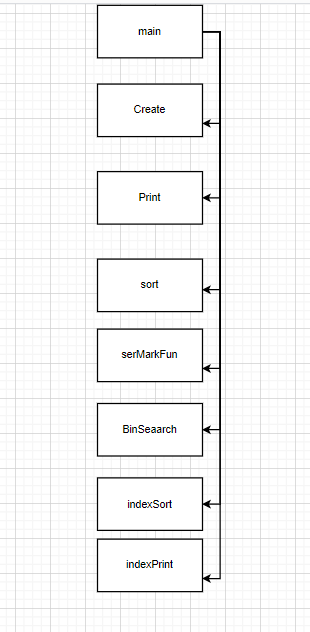 main
Create
Print
sort
serMarkFun
BinSeaarch
indexSort
indexPrint